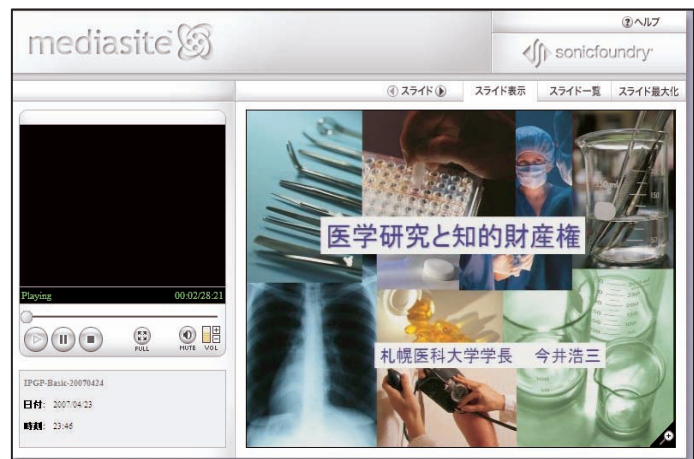 mediasite
?ヘルプ
sonicfoundry
スライド
スライド表示
スライド一覧
スライド最大化
Playing
00:02/28:21
FULL
MUTE
VOL
IPGP-Basic-20070424
日付: 2007/04/23
時刻: 23:46
医学研究と知的財産権
札幌医科大学学長 今井浩三